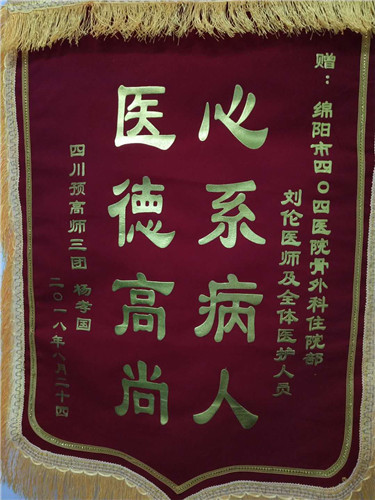 赠：绵阳市四〇四医院骨外科住院部
刘伦医师及全体医护人员
心系病人
医德高尚
四川预高师三团 杨孝国
二〇一八年八月二十四